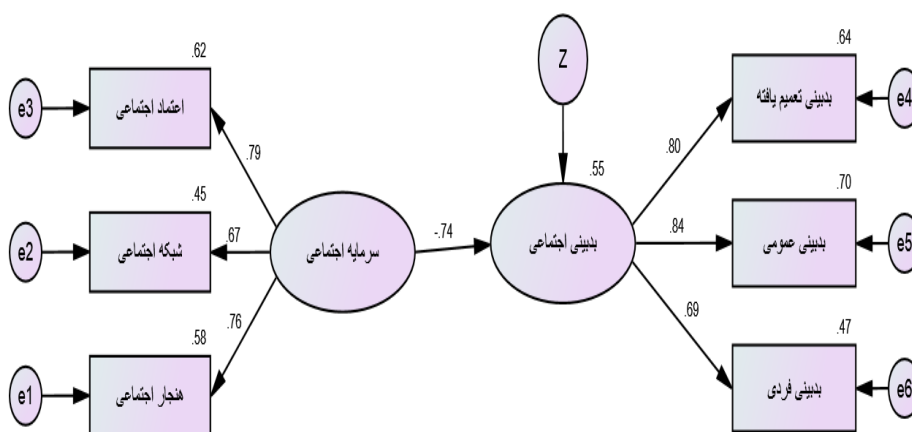 .62
.64
Z
e3
اعتماد اجتماعی
بدبینی تعمیم یافته
e4
.79
.80
.55
.45
.70
e2
شبکه اجتماعی
.67
سرمایه اجتماعی
-.74
بدبینی اجتماعی
.84
بدبینی عمومی
e5
.76
.69
.58
.47
e1
هنجار اجتماعی
بدبینی فردی
e6